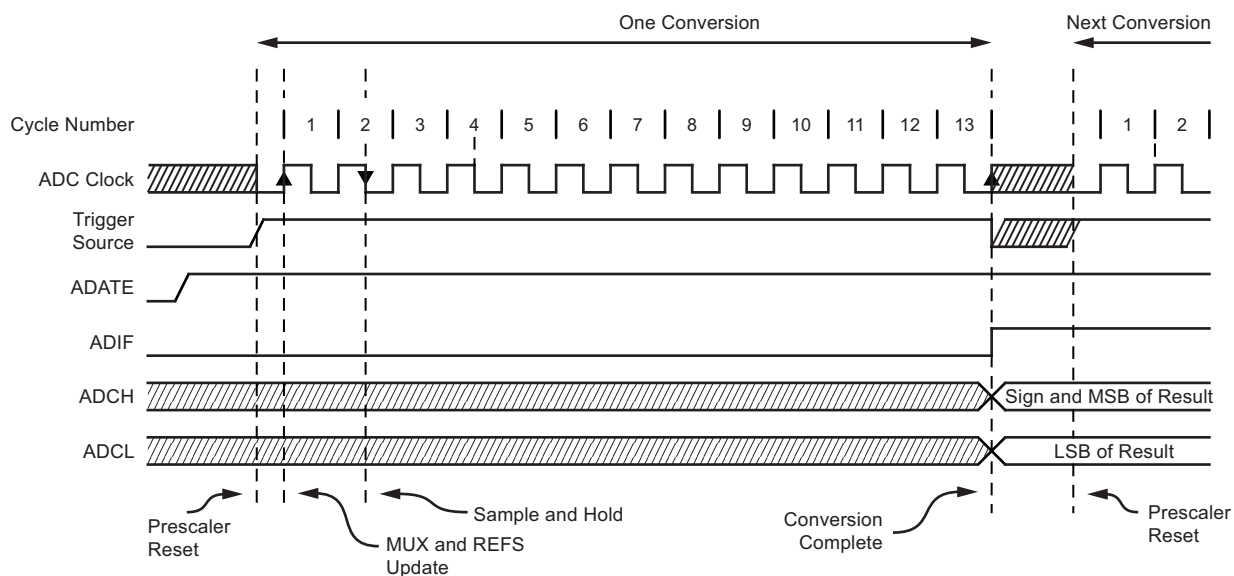 One Conversion
Next Conversion
Cycle Number 1 2 3 4 5 6 7 8 9 10 11 12 13 1 2
ADC Clock
Trigger
Source
ADATE
ADIF
ADCH
Sign and MSB of Result
ADCL
LSB of Result
Prescaler
Reset
MUX and REFS
Update
Sample and Hold
Conversion
Complete
Prescaler
Reset